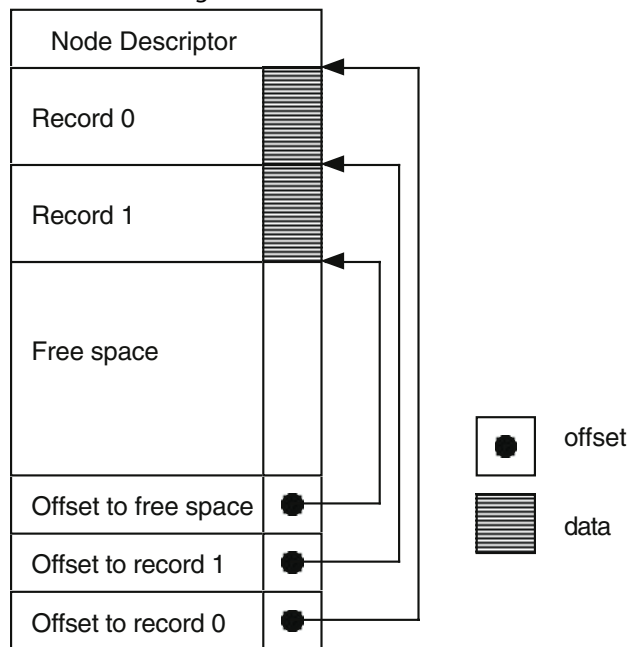 Node Descriptor
Record 0
Record 1
Free space
Offset to free space
Offset to record 1
Offset to record 0
offset
data